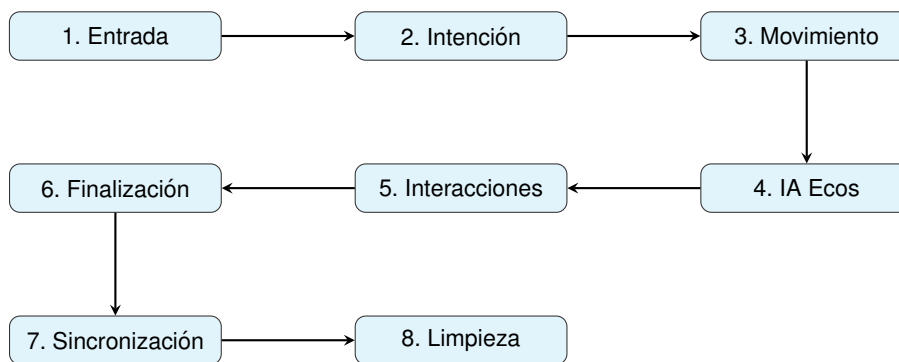 1. Entrada
2. Intención
3. Movimiento
4. IA Ecos
5. Interacciones
6. Finalización
7. Sincronización
8. Limpieza